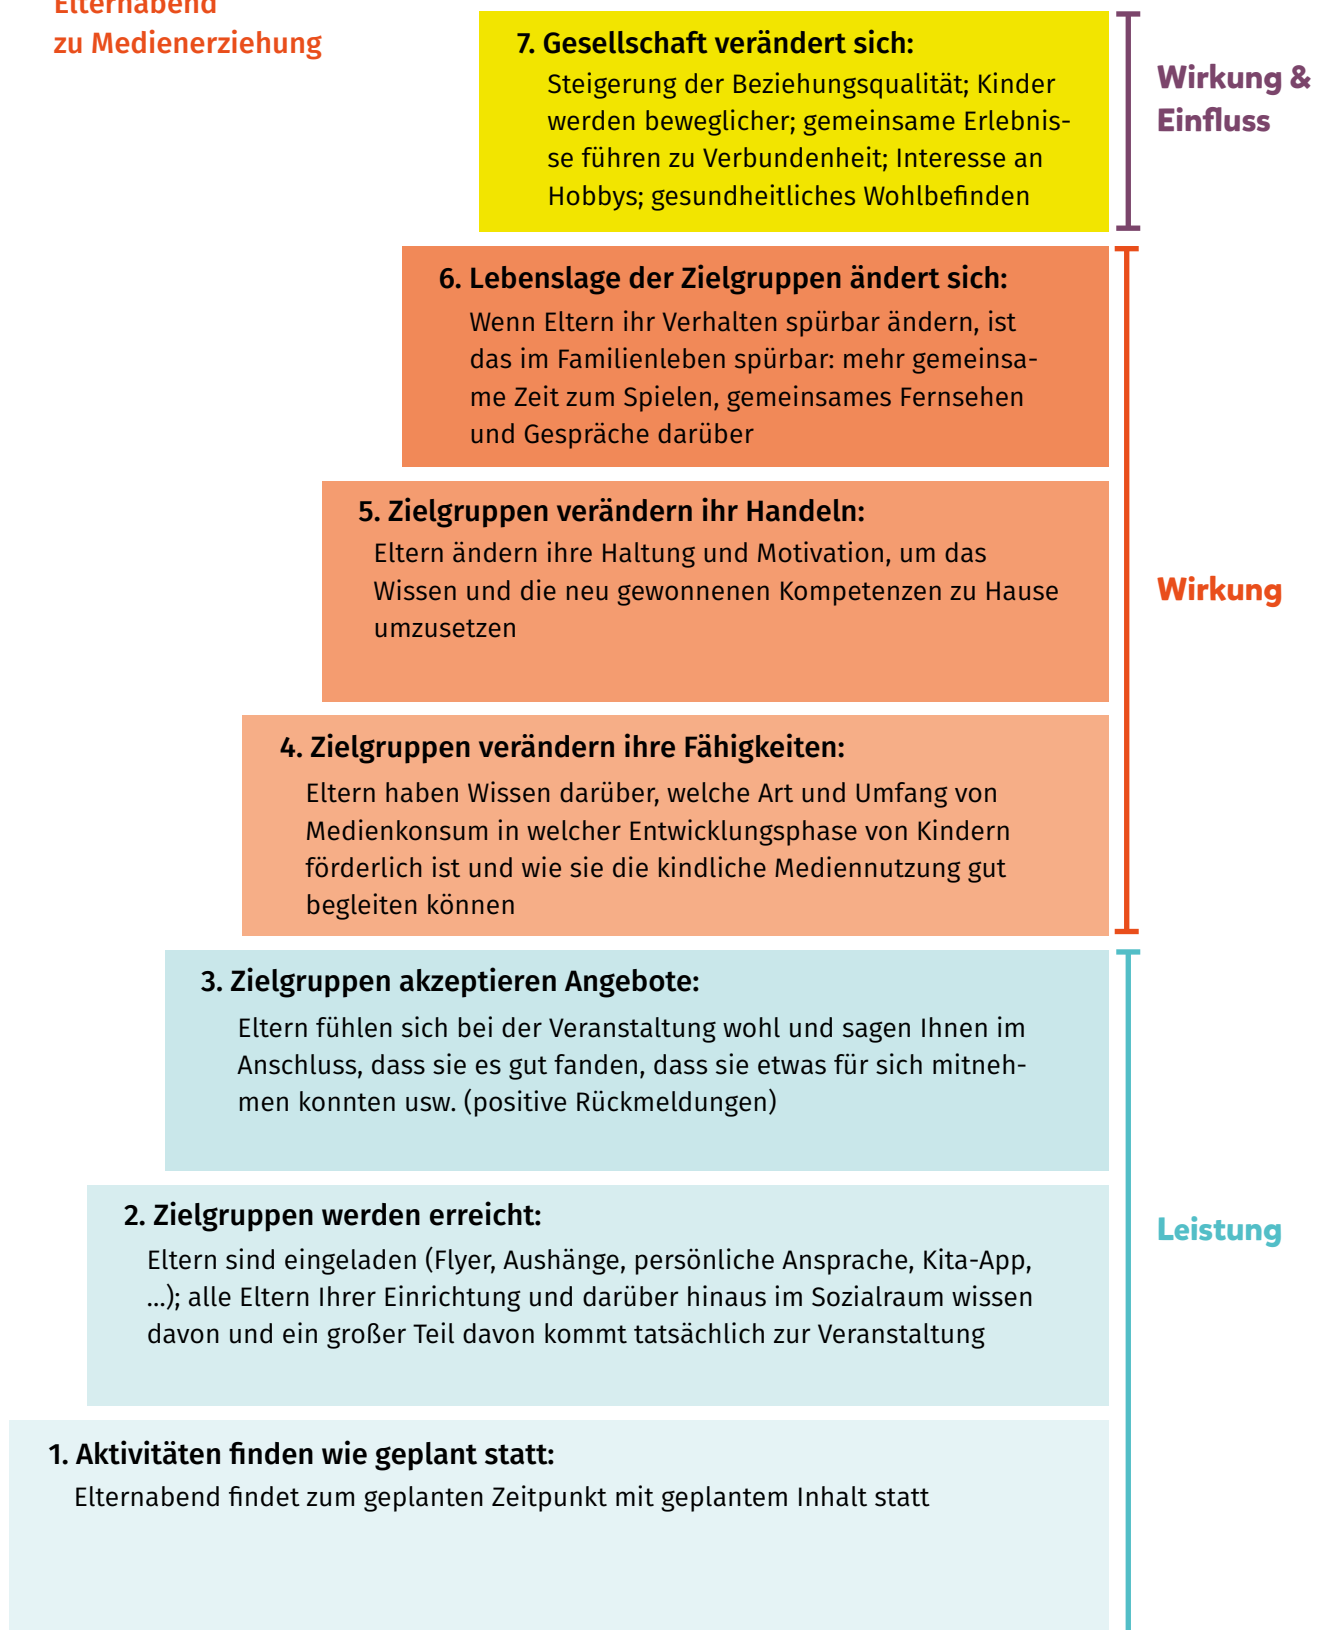 Elternabend
zu Medienerziehung
7. Gesellschaft verändert sich:
Steigerung der Beziehungsqualität; Kinder
werden beweglicher; gemeinsame Erlebnis-
se führen zu Verbundenheit; Interesse an
Hobbys; gesundheitliches Wohlbefinden
Wirkung &
Einfluss
6. Lebenslage der Zielgruppen ändert sich:
Wenn Eltern ihr Verhalten spürbar ändern, ist
das im Familienleben spürbar: mehr gemeinsa-
me Zeit zum Spielen, gemeinsames Fernsehen
und Gespräche darüber
5. Zielgruppen verändern ihr Handeln:
Eltern ändern ihre Haltung und Motivation, um das
Wissen und die neu gewonnenen Kompetenzen zu Hause
umzusetzen
Wirkung
4. Zielgruppen verändern ihre Fähigkeiten:
Eltern haben Wissen darüber, welche Art und Umfang von
Medienkonsum in welcher Entwicklungsphase von Kindern
förderlich ist und wie sie die kindliche Mediennutzung gut
begleiten können
3. Zielgruppen akzeptieren Angebote:
Eltern fühlen sich bei der Veranstaltung wohl und sagen Ihnen im
Anschluss, dass sie es gut fanden, dass sie etwas für sich mitneh-
men konnten usw. (positive Rückmeldungen)
2. Zielgruppen werden erreicht:
Eltern sind eingeladen (Flyer, Aushänge, persönliche Ansprache, Kita-App,
...); alle Eltern Ihrer Einrichtung und darüber hinaus im Sozialraum wissen
davon und ein großer Teil davon kommt tatsächlich zur Veranstaltung
Leistung
1. Aktivitäten finden wie geplant statt:
Elternabend findet zum geplanten Zeitpunkt mit geplantem Inhalt statt